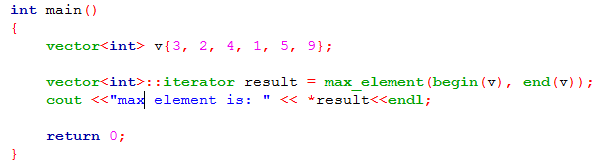 int main()
{
    vector<int> v{3, 2, 4, 1, 5, 9};
    vector<int>::iterator result = max_element(begin(v), end(v));
    cout <<"max element is: " << *result<<endl;
    return 0;
}